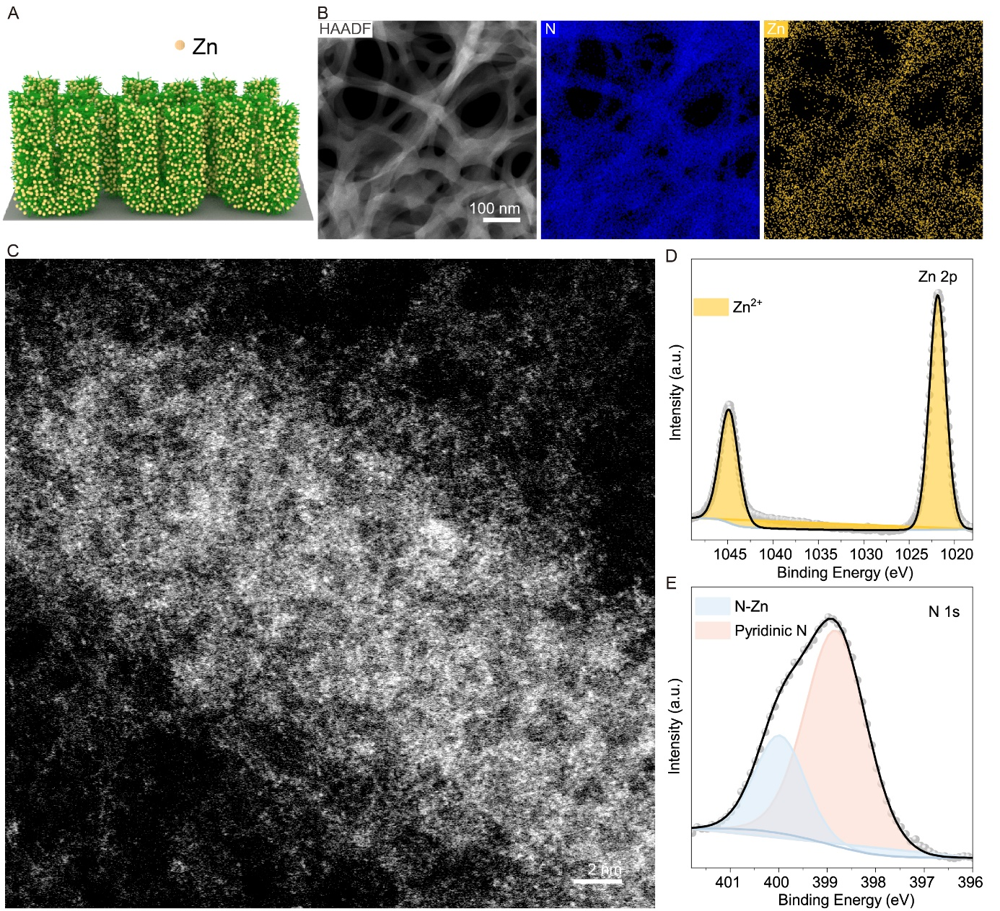 A
Zn
B
HAADF
N
Zn
100 nm
C
2 nm
D
Zn 2p
Zn²⁺
Intensity (a.u.)
1045 1040 1035 1030 1025 1020
Binding Energy (eV)
E
N-Zn
N 1s
Pyridinic N
Intensity (a.u.)
401 400 399 398 397 396
Binding Energy (eV)